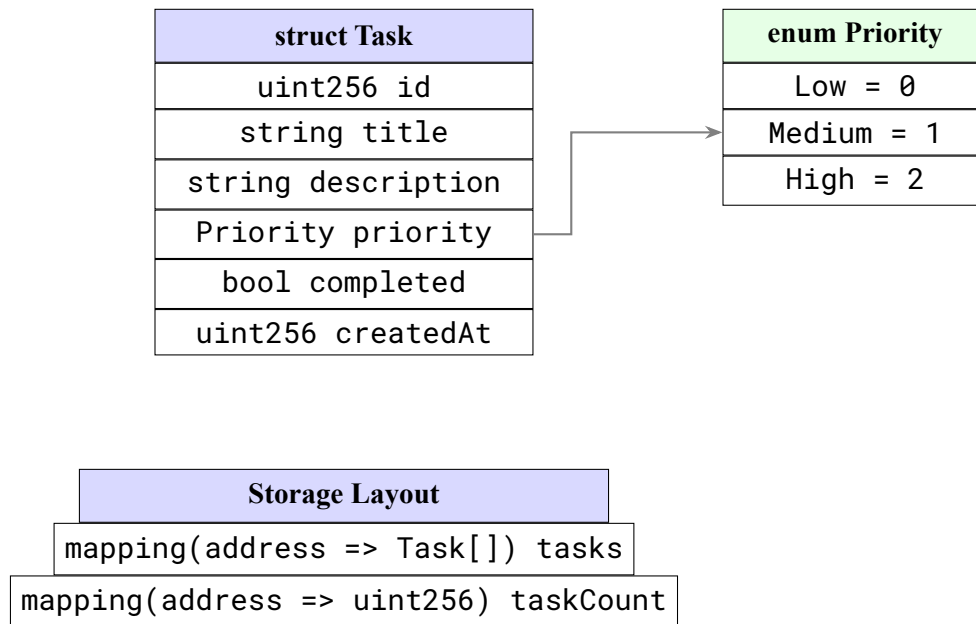 struct Task
uint256 id
string title
string description
Priority priority
bool completed
uint256 createdAt
enum Priority
Low = 0
Medium = 1
High = 2
Storage Layout
mapping(address => Task[]) tasks
mapping(address => uint256) taskCount